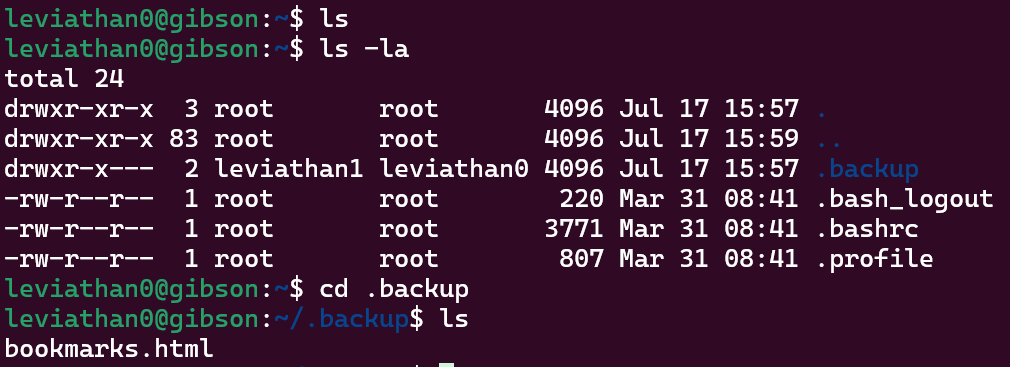 leviathan0@gibson:~$ ls
leviathan0@gibson:~$ ls -la
total 24
drwxr-xr-x  3 root       root       4096 Jul 17 15:57 .
drwxr-xr-x 83 root       root       4096 Jul 17 15:59 ..
drwxr-x---  2 leviathan1 leviathan0 4096 Jul 17 15:57 .backup
-rw-r--r--  1 root       root        220 Mar 31 08:41 .bash_logout
-rw-r--r--  1 root       root       3771 Mar 31 08:41 .bashrc
-rw-r--r--  1 root       root        807 Mar 31 08:41 .profile
leviathan0@gibson:~$ cd .backup
leviathan0@gibson:~/.backup$ ls
bookmarks.html